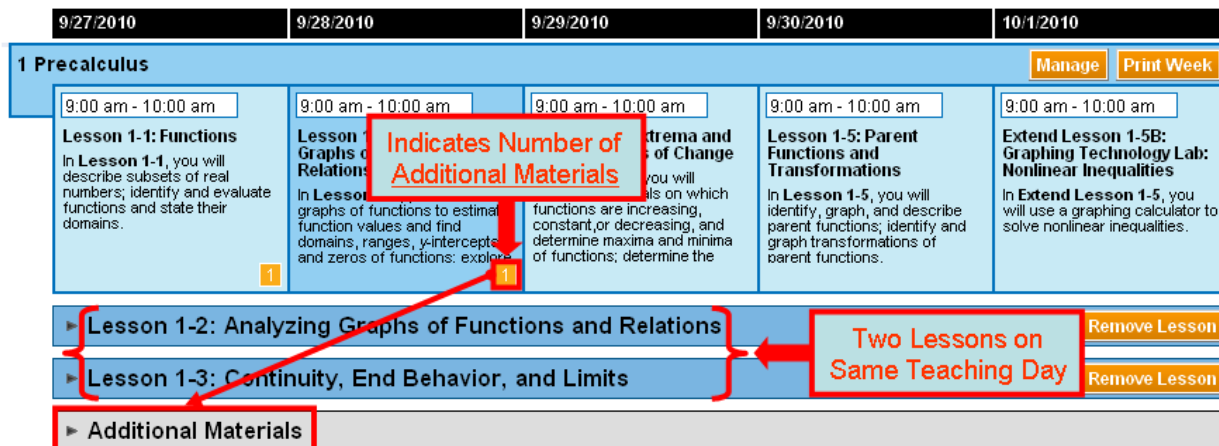 9/27/2010 9/28/2010 9/29/2010 9/30/2010 10/1/2010
1 Precalculus Manage Print Week
9:00 am - 10:00 am
Lesson 1-1: Functions
In Lesson 1-1, you will
describe subsets of real
numbers; identify and evaluate
functions and state their
domains.
1
9:00 am - 10:00 am
Lesson
Graphs
Relations
In Lesson
graphs of functions to estimate
function values and find
domains, ranges, y-intercepts
and zeros of functions; explore
1
9:00 am - 10:00 am
Extrema and
of Change
you will
on which
functions are increasing,
constant,or decreasing, and
determine maxima and minima
of functions; determine the
9:00 am - 10:00 am
Lesson 1-5: Parent
Functions and
Transformations
In Lesson 1-5, you will
identify, graph, and describe
parent functions; identify and
graph transformations of
parent functions.
9:00 am - 10:00 am
Extend Lesson 1-5B:
Graphing Technology Lab:
Nonlinear Inequalities
In Extend Lesson 1-5, you
will use a graphing calculator to
solve nonlinear inequalities.
Indicates Number of
Additional Materials
Lesson 1-2: Analyzing Graphs of Functions and Relations Remove Lesson
Lesson 1-3: Continuity, End Behavior, and Limits Remove Lesson
Two Lessons on
Same Teaching Day
Additional Materials